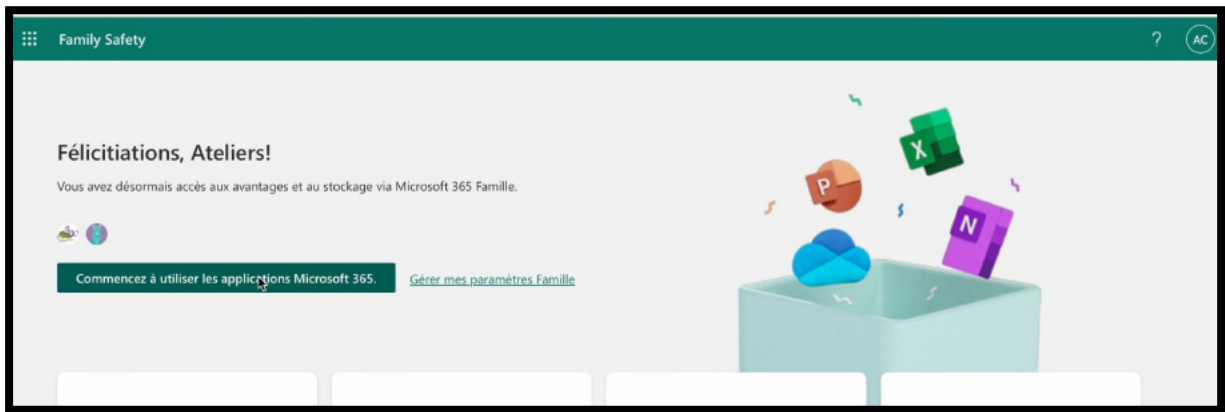 Family Safety
?
AC
Félicitiations, Ateliers!
Vous avez désormais accès aux avantages et au stockage via Microsoft 365 Famille.
Commencez à utiliser les applications Microsoft 365.
Gérer mes paramètres Famille
X
P
N